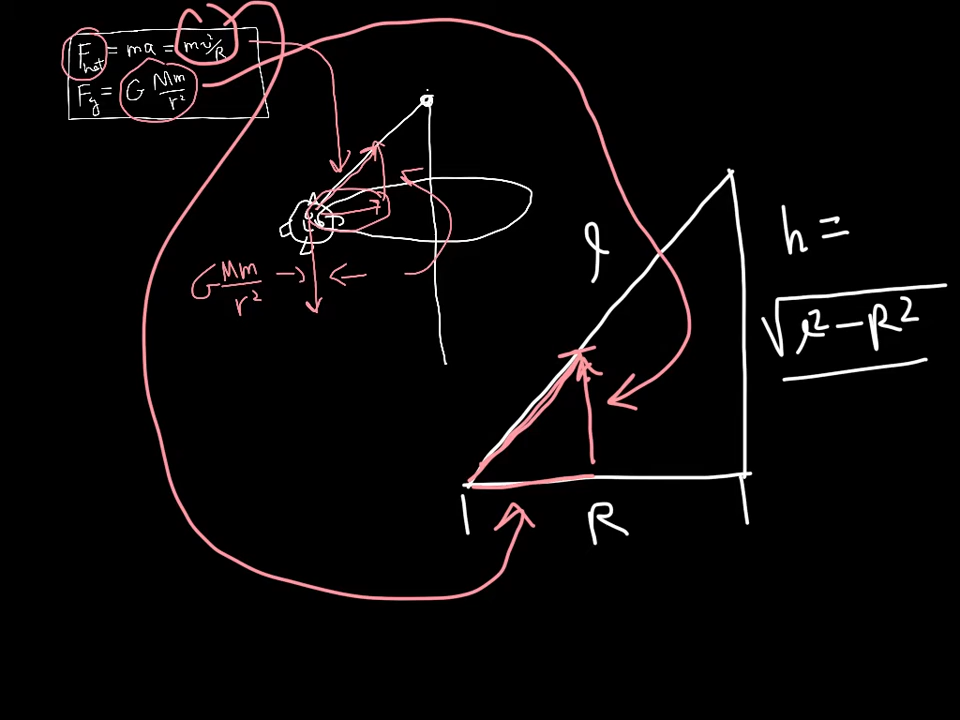 F_net = ma = mv²/R
F_g = G Mm/r²
G Mm/r²
l
h =
√(l² − R²)
R